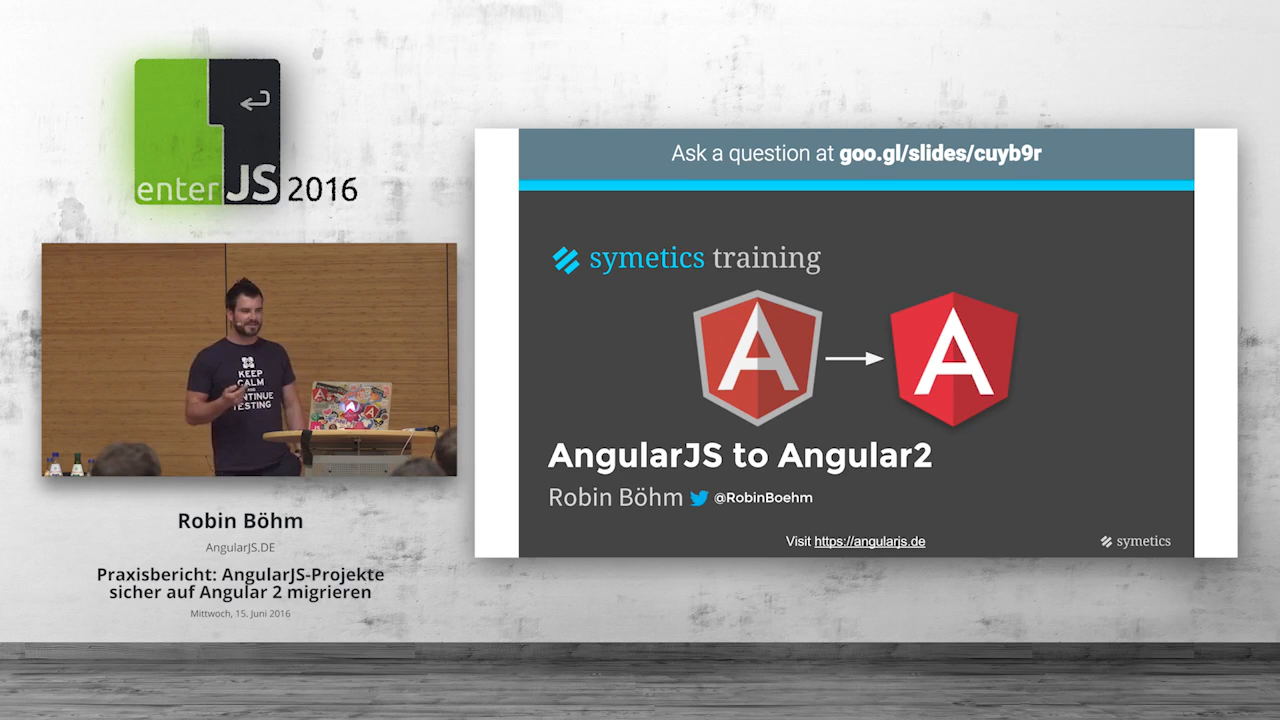 enterJS 2016
KEEP
CALM
AND
CONTINUE
TESTING
Robin Böhm
AngularJS.DE
Praxisbericht: AngularJS-Projekte
sicher auf Angular 2 migrieren
Mittwoch, 15. Juni 2016
Ask a question at goo.gl/slides/cuyb9r
symetics training
A
A
AngularJS to Angular2
Robin Böhm @RobinBoehm
Visit https://angularjs.de
symetics